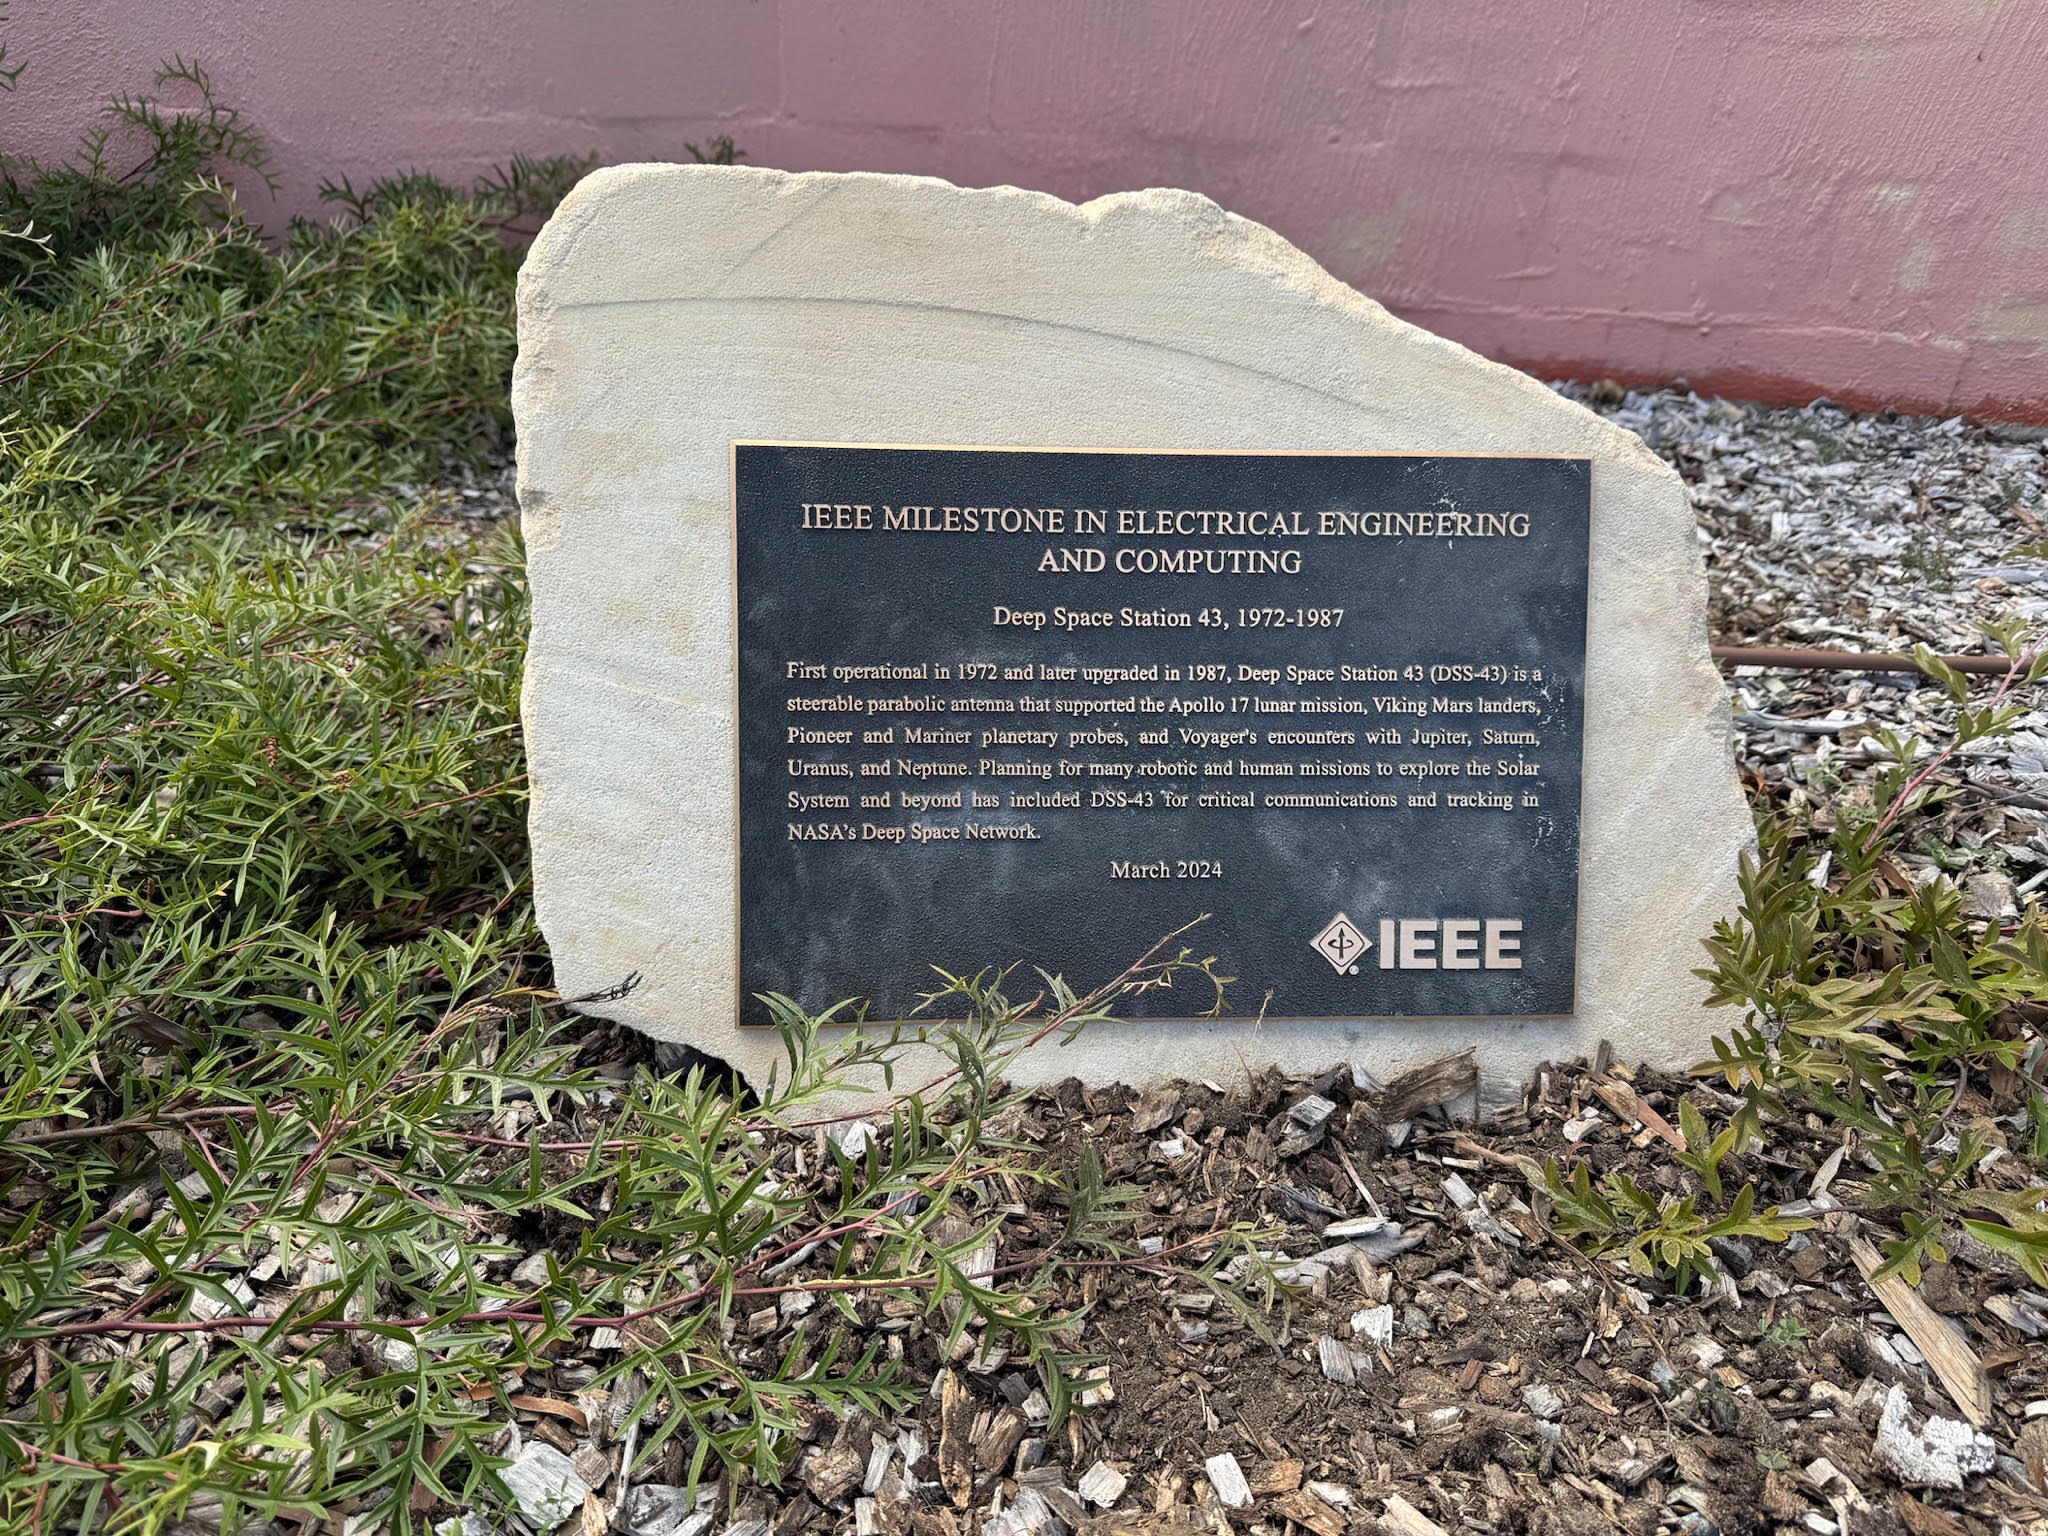 IEEE MILESTONE IN ELECTRICAL ENGINEERING
AND COMPUTING
Deep Space Station 43, 1972-1987
First operational in 1972 and later upgraded in 1987, Deep Space Station 43 (DSS-43) is a
steerable parabolic antenna that supported the Apollo 17 lunar mission, Viking Mars landers,
Pioneer and Mariner planetary probes, and Voyager's encounters with Jupiter, Saturn,
Uranus, and Neptune. Planning for many robotic and human missions to explore the Solar
System and beyond has included DSS-43 for critical communications and tracking in
NASA's Deep Space Network.
March 2024
IEEE